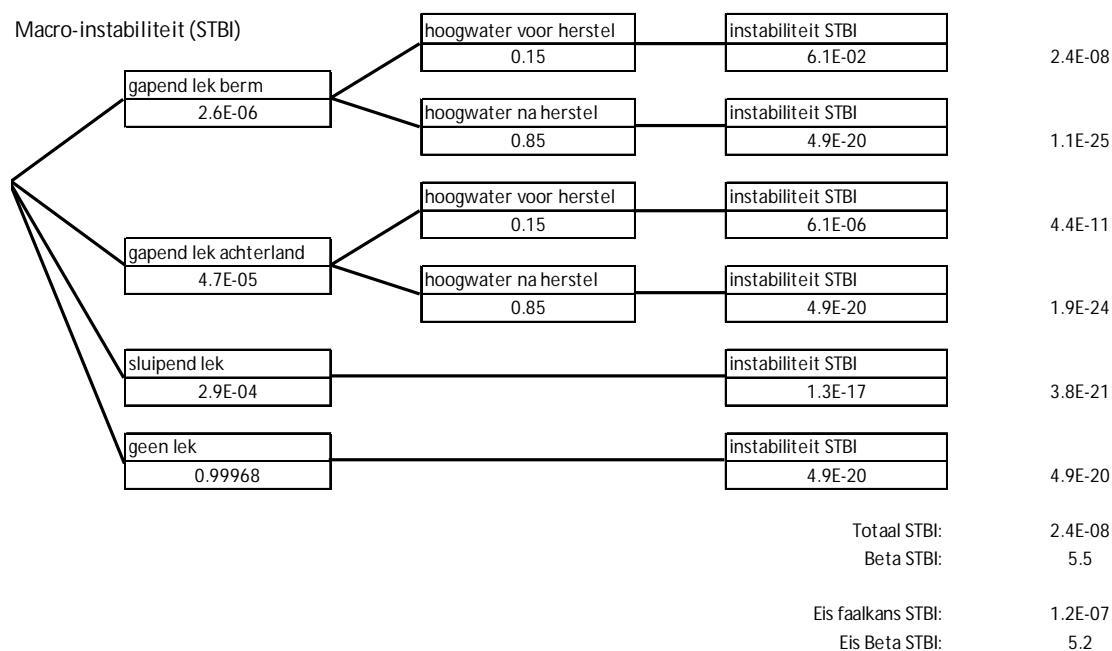 Macro-instabiliteit (STBI)
hoogwater voor herstel
instabiliteit STBI
0.15
6.1E-02
2.4E-08
gapend lek berm
2.6E-06
hoogwater na herstel
instabiliteit STBI
0.85
4.9E-20
1.1E-25
hoogwater voor herstel
instabiliteit STBI
0.15
6.1E-06
4.4E-11
gapend lek achterland
4.7E-05
hoogwater na herstel
instabiliteit STBI
0.85
4.9E-20
1.9E-24
sluipend lek
instabiliteit STBI
2.9E-04
1.3E-17
3.8E-21
geen lek
instabiliteit STBI
0.99968
4.9E-20
4.9E-20
Totaal STBI: 2.4E-08
Beta STBI: 5.5
Eis faalkans STBI: 1.2E-07
Eis Beta STBI: 5.2